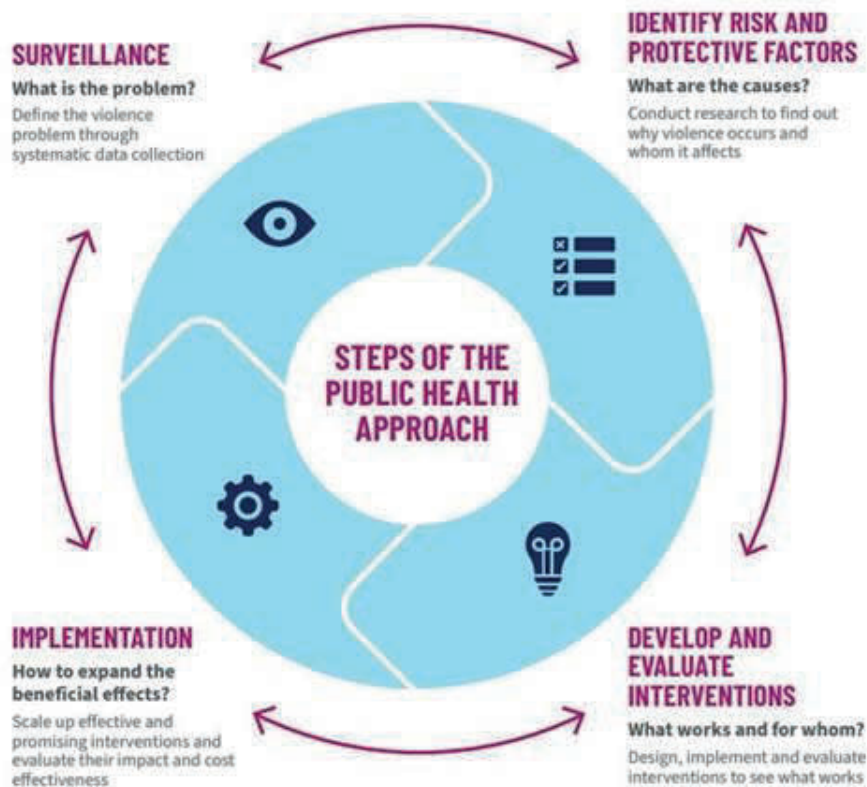 SURVEILLANCE
What is the problem?
Define the violence
problem through
systematic data collection
IDENTIFY RISK AND
PROTECTIVE FACTORS
What are the causes?
Conduct research to find out
why violence occurs and
whom it affects
STEPS OF THE
PUBLIC HEALTH
APPROACH
IMPLEMENTATION
How to expand the
beneficial effects?
Scale up effective and
promising interventions and
evaluate their impact and cost
effectiveness
DEVELOP AND
EVALUATE
INTERVENTIONS
What works and for whom?
Design, implement and evaluate
interventions to see what works